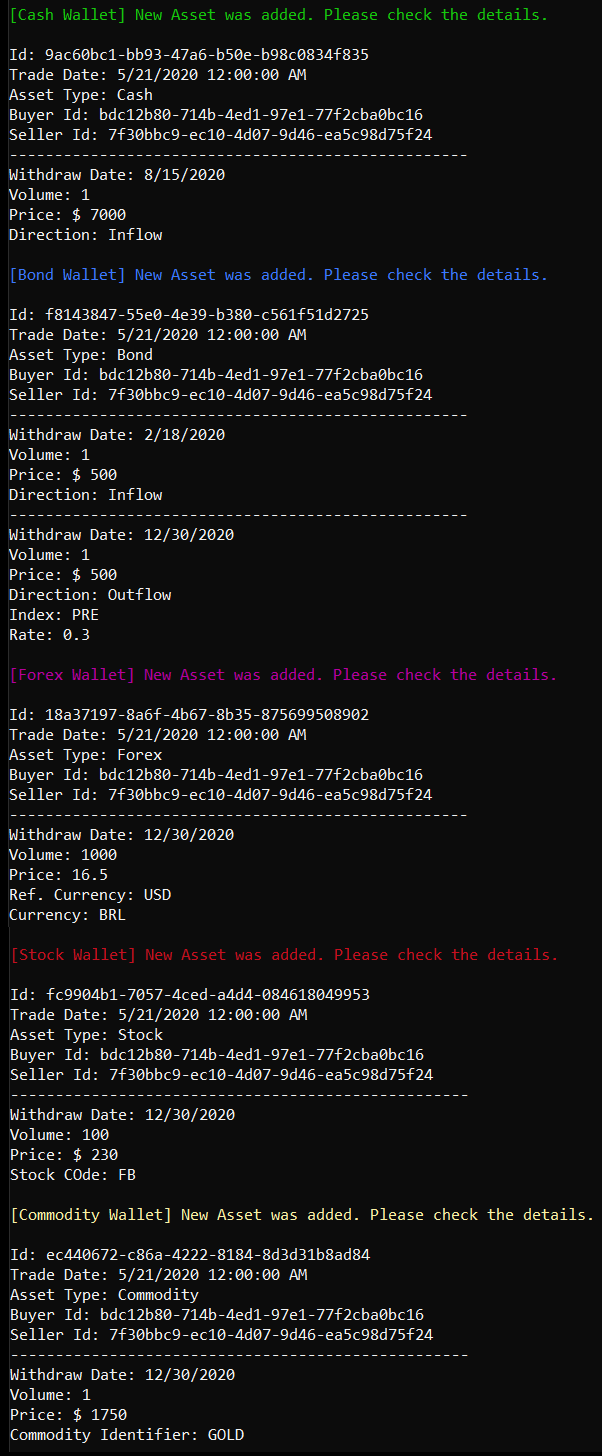 [Cash Wallet] New Asset was added. Please check the details.
Id: 9ac60bc1-bb93-47a6-b50e-b98c0834f835
Trade Date: 5/21/2020 12:00:00 AM
Asset Type: Cash
Buyer Id: bdc12b80-714b-4ed1-97e1-77f2cba0bc16
Seller Id: 7f30bbc9-ec10-4d07-9d46-ea5c98d75f24
---------------------------------------------------
Withdraw Date: 8/15/2020
Volume: 1
Price: $ 7000
Direction: Inflow
[Bond Wallet] New Asset was added. Please check the details.
Id: f8143847-55e0-4e39-b380-c561f51d2725
Trade Date: 5/21/2020 12:00:00 AM
Asset Type: Bond
Buyer Id: bdc12b80-714b-4ed1-97e1-77f2cba0bc16
Seller Id: 7f30bbc9-ec10-4d07-9d46-ea5c98d75f24
---------------------------------------------------
Withdraw Date: 2/18/2020
Volume: 1
Price: $ 500
Direction: Inflow
---------------------------------------------------
Withdraw Date: 12/30/2020
Volume: 1
Price: $ 500
Direction: Outflow
Index: PRE
Rate: 0.3
[Forex Wallet] New Asset was added. Please check the details.
Id: 18a37197-8a6f-4b67-8b35-875699508902
Trade Date: 5/21/2020 12:00:00 AM
Asset Type: Forex
Buyer Id: bdc12b80-714b-4ed1-97e1-77f2cba0bc16
Seller Id: 7f30bbc9-ec10-4d07-9d46-ea5c98d75f24
---------------------------------------------------
Withdraw Date: 12/30/2020
Volume: 1000
Price: 16.5
Ref. Currency: USD
Currency: BRL
[Stock Wallet] New Asset was added. Please check the details.
Id: fc9904b1-7057-4ced-a4d4-084618049953
Trade Date: 5/21/2020 12:00:00 AM
Asset Type: Stock
Buyer Id: bdc12b80-714b-4ed1-97e1-77f2cba0bc16
Seller Id: 7f30bbc9-ec10-4d07-9d46-ea5c98d75f24
---------------------------------------------------
Withdraw Date: 12/30/2020
Volume: 100
Price: $ 230
Stock COde: FB
[Commodity Wallet] New Asset was added. Please check the details.
Id: ec440672-c86a-4222-8184-8d3d31b8ad84
Trade Date: 5/21/2020 12:00:00 AM
Asset Type: Commodity
Buyer Id: bdc12b80-714b-4ed1-97e1-77f2cba0bc16
Seller Id: 7f30bbc9-ec10-4d07-9d46-ea5c98d75f24
---------------------------------------------------
Withdraw Date: 12/30/2020
Volume: 1
Price: $ 1750
Commodity Identifier: GOLD